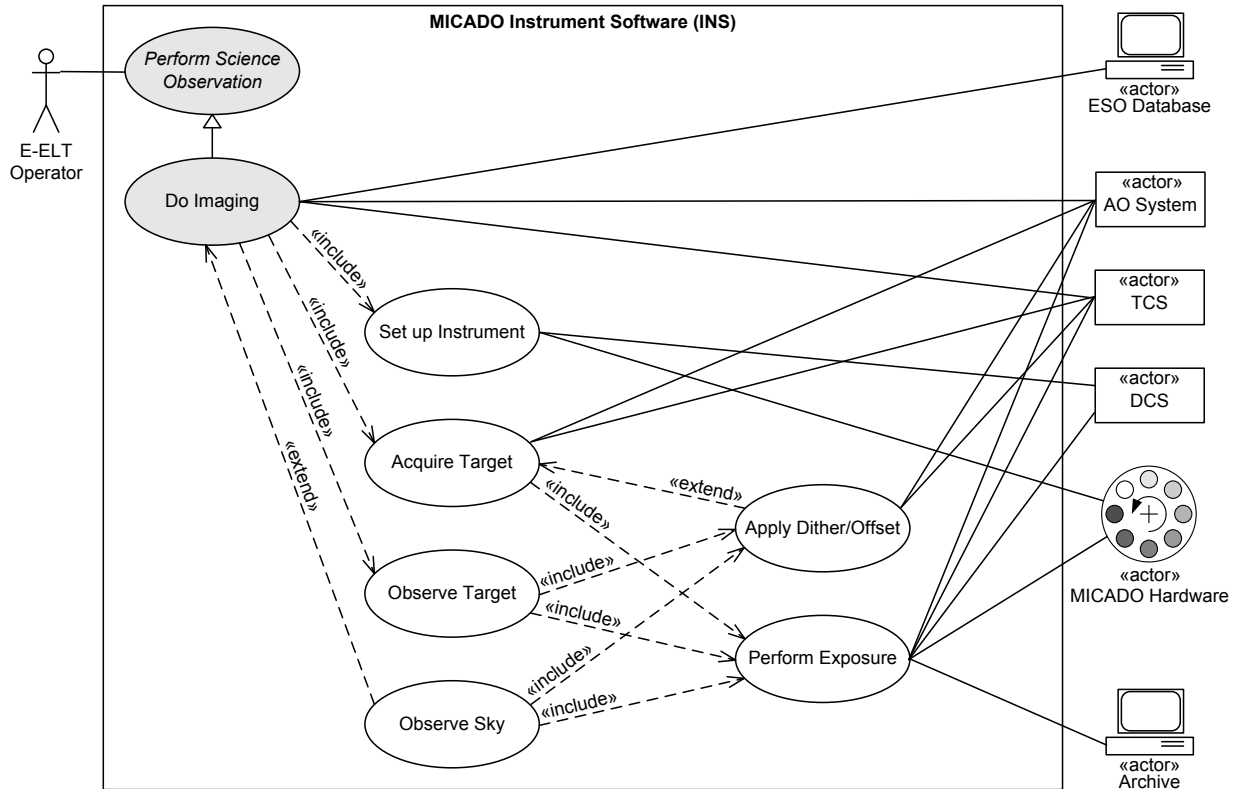 MICADO Instrument Software (INS)
Perform Science
Observation
E-ELT
Operator
«actor»
ESO Database
Do Imaging
«actor»
AO System
«include»
«include»
«include»
«extend»
Set up Instrument
«actor»
TCS
«actor»
DCS
Acquire Target
«extend»
«include»
Apply Dither/Offset
«actor»
MICADO Hardware
Observe Target
«include»
«include»
Perform Exposure
«include»
«include»
Observe Sky
«actor»
Archive